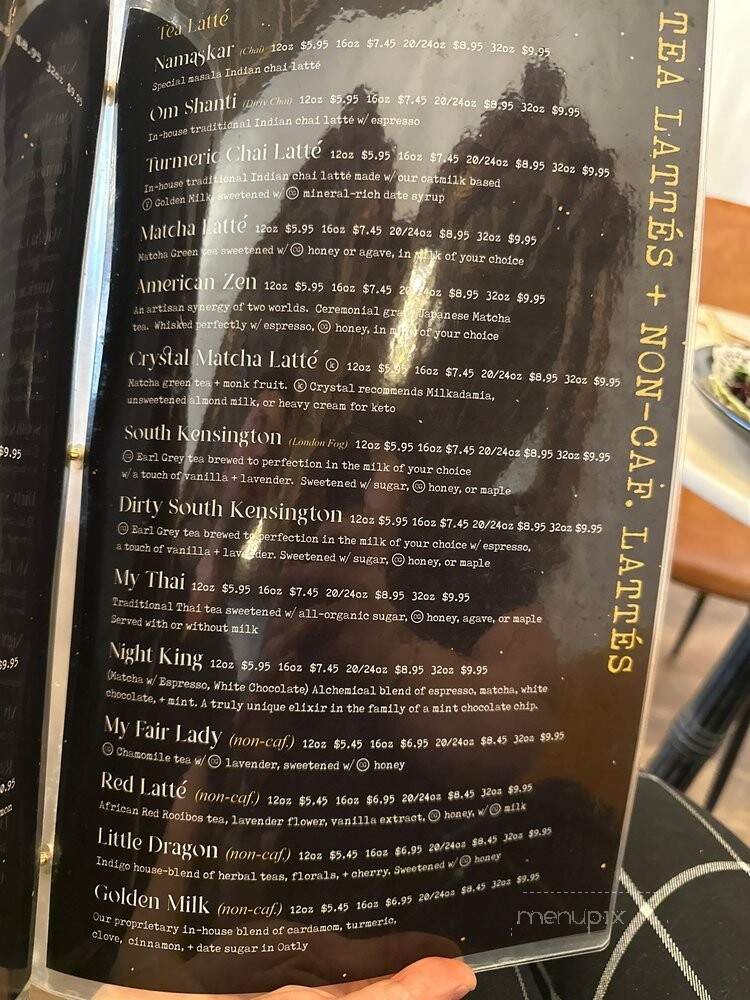 Tea Latté
Namaskar (Chai) 12oz $5.95 16oz $7.45 20/24oz $8.95 32oz $9.95
Special masala Indian chai latté
Om Shanti (Dirty Chai) 12oz $5.95 16oz $7.45 20/24oz $8.95 32oz $9.95
In-house traditional Indian chai latté w/ espresso
Turmeric Chai Latté 12oz $5.95 16oz $7.45 20/24oz $8.95 32oz $9.95
In-house traditional Indian chai latté made w/ our oatmilk based
Golden Milk, sweetened w/ CG mineral-rich date syrup
Matcha Latté 12oz $5.95 16oz $7.45 20/24oz $8.95 32oz $9.95
Matcha Green tea sweetened w/ CG honey or agave, in milk of your choice
American Zen 12oz $5.95 16oz $7.45 20/24oz $8.95 32oz $9.95
An artisan synergy of two worlds. Ceremonial Japanese Matcha
tea. Whisked perfectly w/ espresso, CG honey, in milk of your choice
Crystal Matcha Latté K 12oz $5.95 16oz $7.45 20/24oz $8.95 32oz $9.95
Matcha green tea + monk fruit. K Crystal recommends Milkadamia,
unsweetened almond milk, or heavy cream for keto
South Kensington (London Fog) 12oz $5.95 16oz $7.45 20/24oz $8.95 32oz $9.95
CG Earl Grey tea brewed to perfection in the milk of your choice
w/ a touch of vanilla + lavender. Sweetened w/ sugar, CG honey, or maple
Dirty South Kensington 12oz $5.95 16oz $7.45 20/24oz $8.95 32oz $9.95
CG Earl Grey tea brewed to perfection in the milk of your choice w/ espresso,
a touch of vanilla + lavender. Sweetened w/ sugar, CG honey, or maple
My Thai 12oz $5.95 16oz $7.45 20/24oz $8.95 32oz $9.95
Traditional Thai tea sweetened w/ all-organic sugar, CG honey, agave, or maple
Served with or without milk
Night King 12oz $5.95 16oz $7.45 20/24oz $8.95 32oz $9.95
(Matcha w/ Espresso, White Chocolate) Alchemical blend of espresso, matcha, white
chocolate, + mint. A truly unique elixir in the family of a mint chocolate chip.
My Fair Lady (non-caf.) 12oz $5.45 16oz $6.95 20/24oz $8.45 32oz $9.95
CG Chamomile tea w/ CG lavender, sweetened w/ CG honey
Red Latté (non-caf.) 12oz $5.45 16oz $6.95 20/24oz $8.45 32oz $9.95
African Red Rooibos tea, lavender flower, vanilla extract, CG honey, w/ CG milk
Little Dragon (non-caf.) 12oz $5.45 16oz $6.95 20/24oz $8.45 32oz $9.95
Indigo house-blend of herbal teas, florals, + cherry. Sweetened w/ CG honey
Golden Milk (non-caf.) 12oz $5.45 16oz $6.95 20/24oz $8.45 32oz $9.95
Our proprietary in-house blend of cardamom, turmeric,
clove, cinnamon, + date sugar in Oatly
TEA LATTÉS + NON-CAF. LATTÉS
menupix